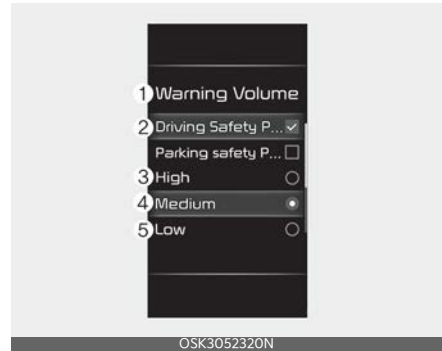 1 Warning Volume
2 Driving Safety P...
Parking safety P...
3 High
4 Medium
5 Low
OSK3052320N